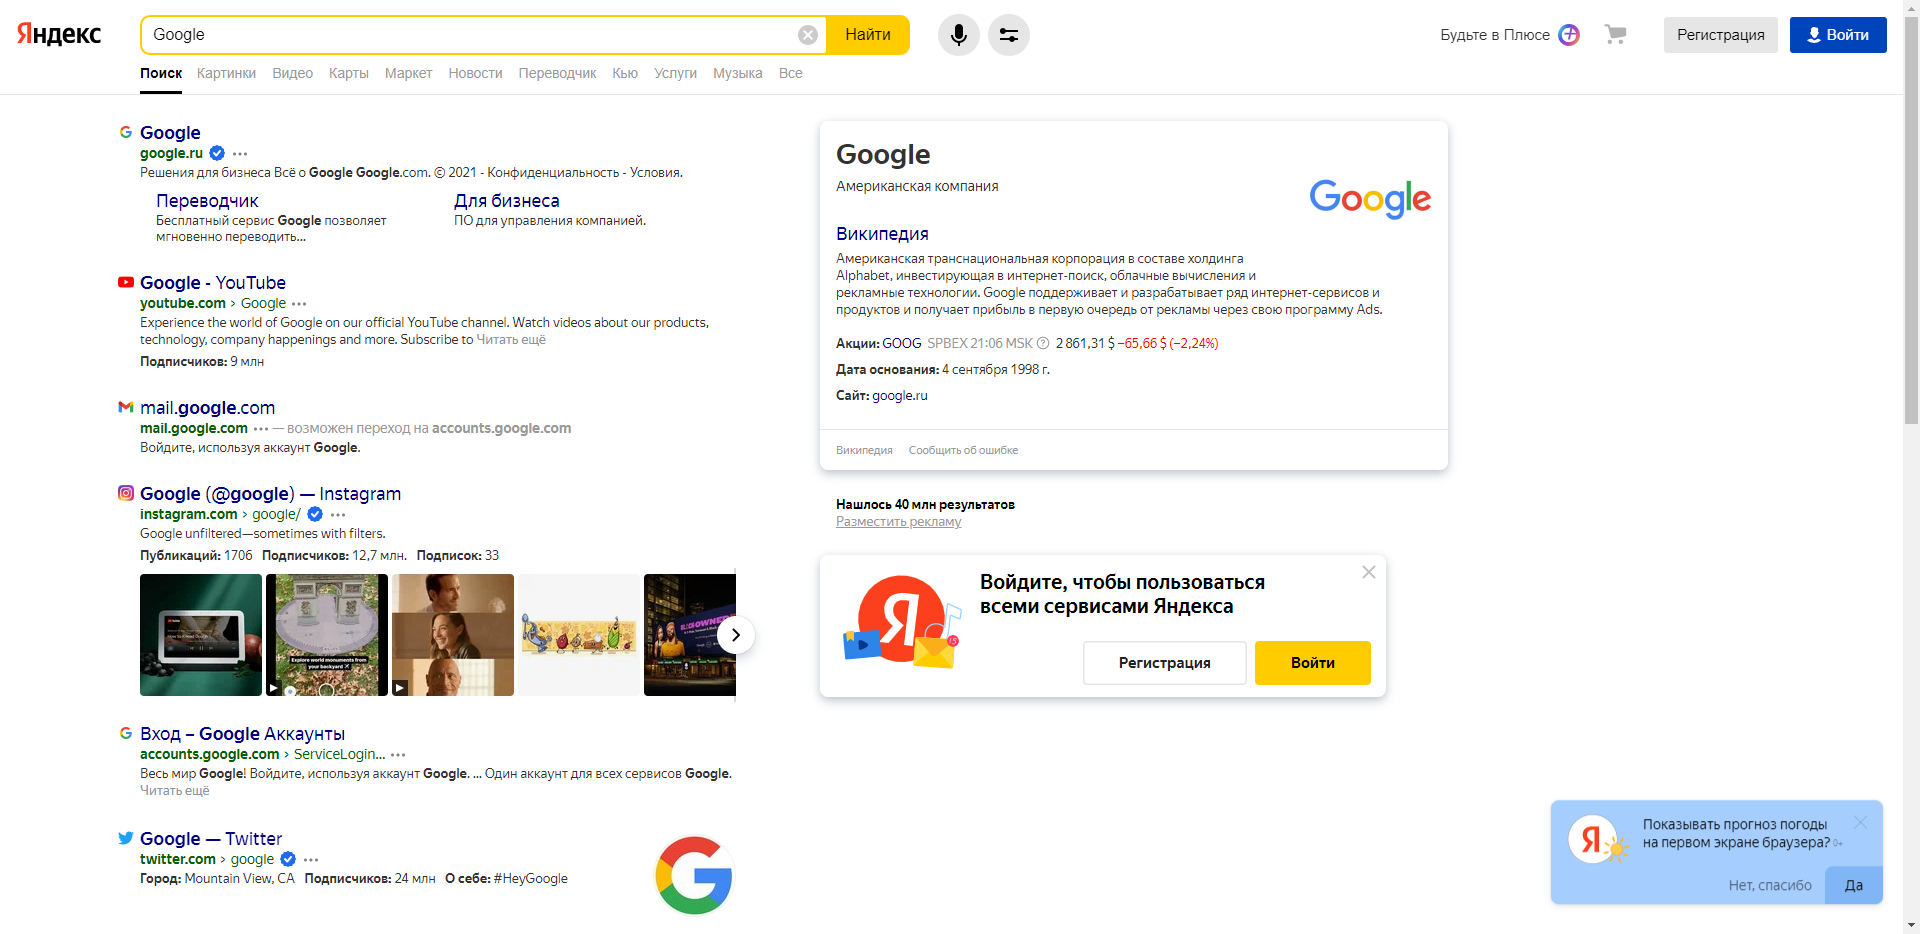 Яндекс
Google
Найти
Будьте в Плюсе
Регистрация
Войти
Поиск Картинки Видео Карты Маркет Новости Переводчик Кью Услуги Музыка Все
Google
google.ru
Решения для бизнеса Всё о Google Google.com. © 2021 - Конфиденциальность - Условия.
Переводчик
Бесплатный сервис Google позволяет
мгновенно переводить...
Для бизнеса
ПО для управления компанией.
Google - YouTube
youtube.com › Google
Experience the world of Google on our official YouTube channel. Watch videos about our products,
technology, company happenings and more. Subscribe to Читать ещё
Подписчиков: 9 млн
mail.google.com
mail.google.com — возможен переход на accounts.google.com
Войдите, используя аккаунт Google.
Google (@google) — Instagram
instagram.com › google/
Google unfiltered—sometimes with filters.
Публикаций: 1706 Подписчиков: 12,7 млн. Подписок: 33
Explore world monuments from
your backyard
Вход – Google Аккаунты
accounts.google.com › ServiceLogin...
Весь мир Google! Войдите, используя аккаунт Google. ... Один аккаунт для всех сервисов Google.
Читать ещё
Google — Twitter
twitter.com › google
Город: Mountain View, CA Подписчиков: 24 млн О себе: #HeyGoogle
G
Google
Американская компания
Google
Википедия
Американская транснациональная корпорация в составе холдинга
Alphabet, инвестирующая в интернет-поиск, облачные вычисления и
рекламные технологии. Google поддерживает и разрабатывает ряд интернет-сервисов и
продуктов и получает прибыль в первую очередь от рекламы через свою программу Ads.
Акции: GOOG SPBEX 21:06 MSK ? 2 861,31 $ −65,66 $ (−2,24%)
Дата основания: 4 сентября 1998 г.
Сайт: google.ru
Википедия Сообщить об ошибке
Нашлось 40 млн результатов
Разместить рекламу
Я
15
Войдите, чтобы пользоваться
всеми сервисами Яндекса
Регистрация
Войти
Я
Показывать прогноз погоды
на первом экране браузера? 0+
Нет, спасибо
Да